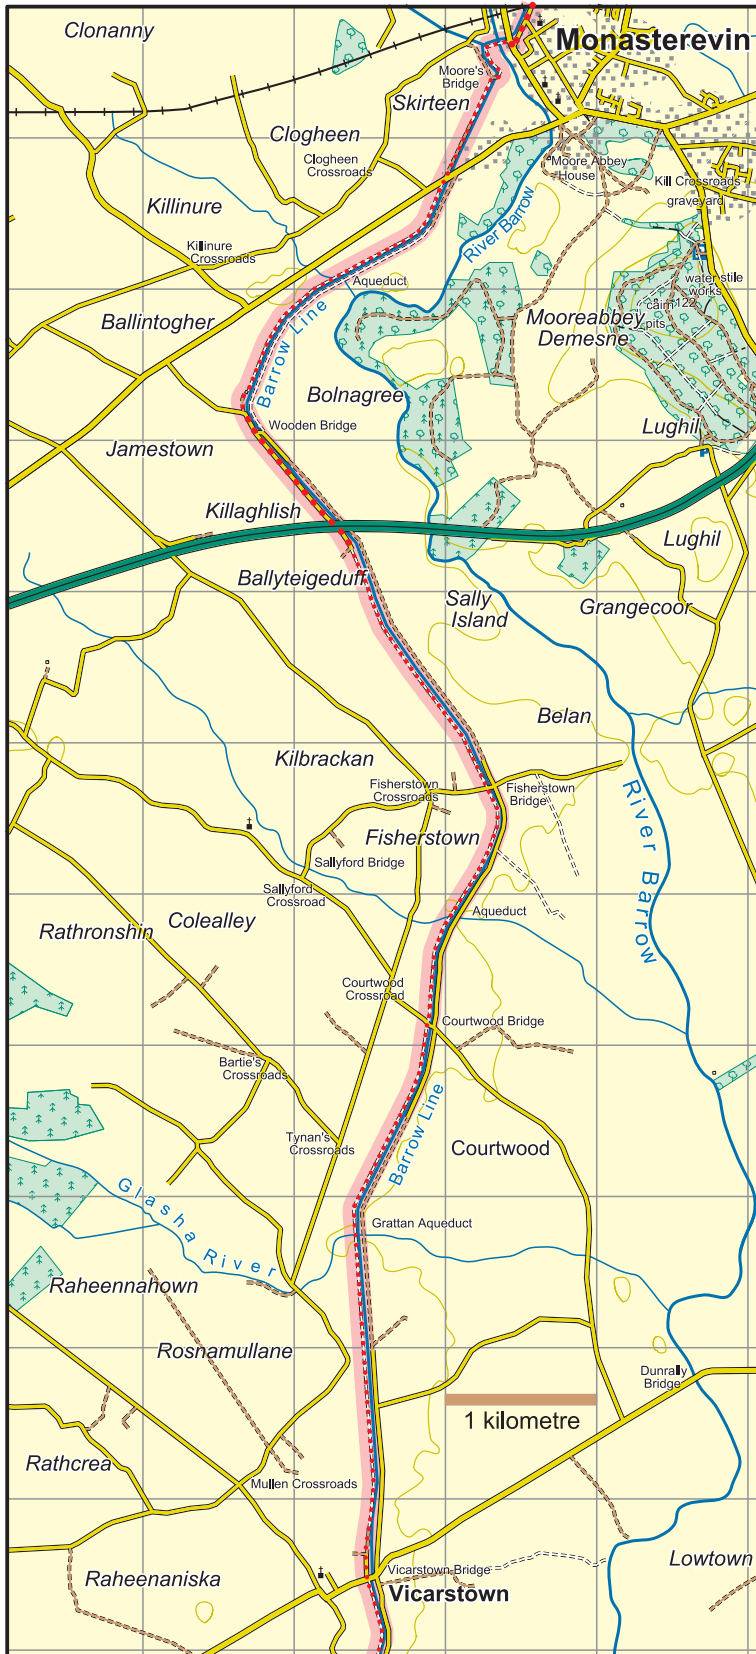 Clonanny
Monasterevin
Moore's
Bridge
Skirteen
Clogheen
Clogheen
Crossroads
Moore Abbey
House
Kill Crossroads
graveyard
Killinure
River Barrow
Killinure
Crossroads
Aqueduct
water stile
works
cairn 122
pits
Ballintogher
Barrow Line
Mooreabbey
Demesne
Bolnagree
Wooden Bridge
Lughil
Jamestown
Killaghlish
Lughil
Ballyteigeduff
Sally
Island
Grangecoor
Belan
Kilbrackan
Fisherstown
Crossroads
Fisherstown
Bridge
River Barrow
Fisherstown
Sallyford Bridge
Sallyford
Crossroad
Colealley
Aqueduct
Rathronshin
Courtwood
Crossroad
Courtwood Bridge
Bartie's
Crossroads
Barrow Line
Tynan's
Crossroads
Courtwood
Glasha River
Grattan Aqueduct
Raheennahown
Rosnamullane
Dunrally
Bridge
1 kilometre
Rathcrea
Mullen Crossroads
Lowtown
Vicarstown Bridge
Raheenaniska
Vicarstown